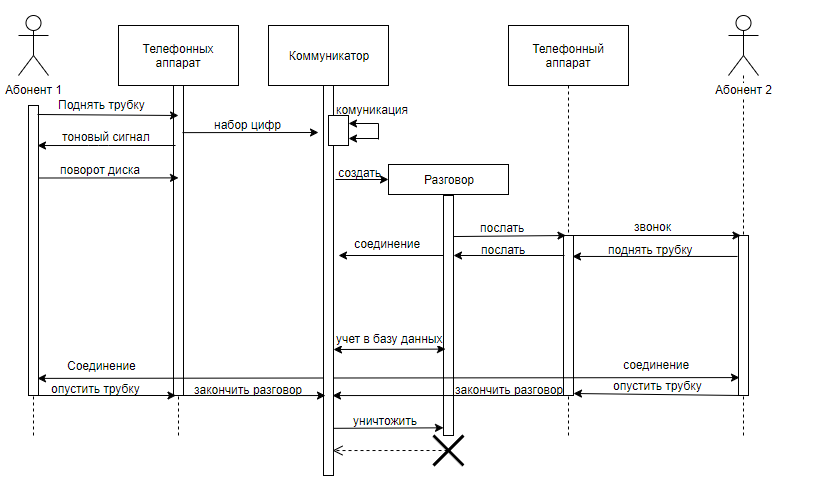 Телефонных
аппарат
Коммуникатор
Телефонный
аппарат
Абонент 1
Абонент 2
Поднять трубку
комуникация
набор цифр
тоновый сигнал
поворот диска
создать
Разговор
послать
звонок
соединение
послать
поднять трубку
учет в базу данных
Соединение
соединение
опустить трубку
закончить разговор
закончить разговор
опустить трубку
уничтожить